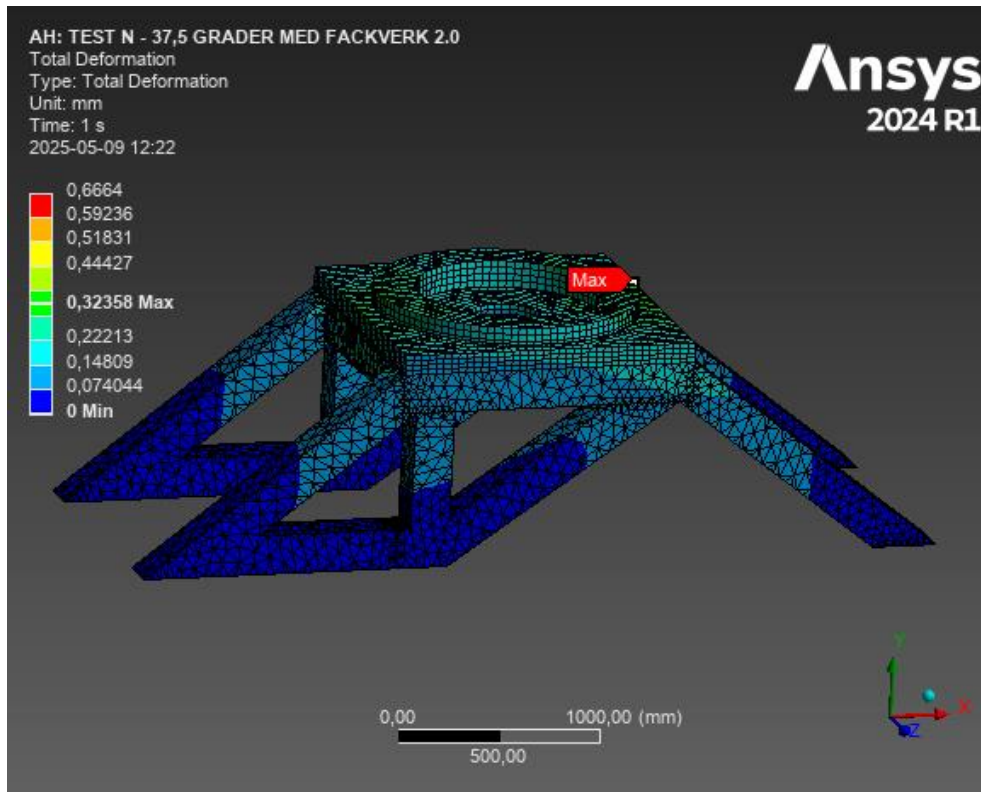 AH: TEST N - 37,5 GRADER MED FACKVERK 2.0
Total Deformation
Type: Total Deformation
Unit: mm
Time: 1 s
2025-05-09 12:22
Ansys
2024 R1
0,6664
0,59236
0,51831
0,44427
0,32358 Max
0,22213
0,14809
0,074044
0 Min
Max
0,00
1000,00 (mm)
500,00
Y
X
Z